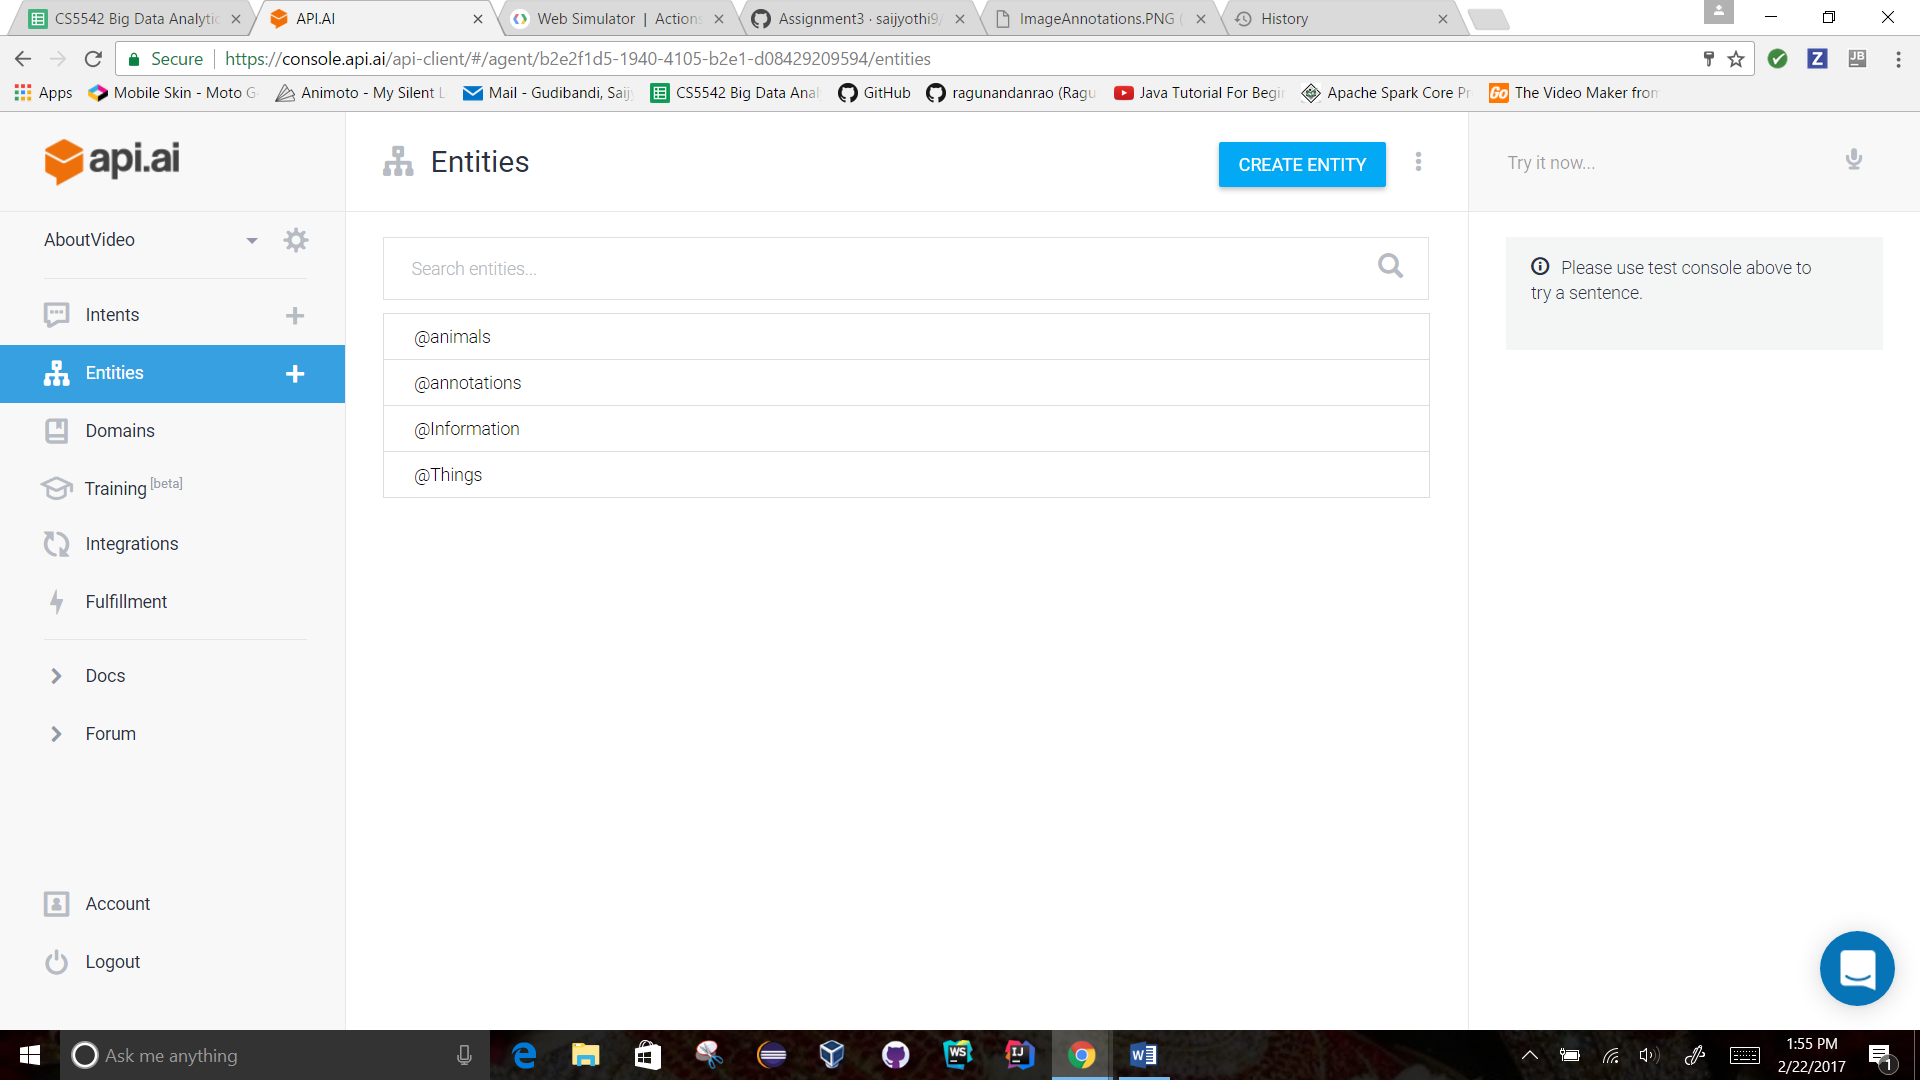 CS5542 Big Data Analytic
API.AI
Web Simulator | Actions
Assignment3 · saijyothi9/
ImageAnnotations.PNG (
History
Secure
https://console.api.ai/api-client/#/agent/b2e2f1d5-1940-4105-b2e1-d08429209594/entities
Apps
Mobile Skin - Moto G
Animoto - My Silent
Mail - Gudibandi, Saij
CS5542 Big Data Anal
GitHub
ragunandanrao (Ragu
Java Tutorial For Begin
Apache Spark Core Pr
The Video Maker from
api.ai
Entities
CREATE ENTITY
Try it now...
AboutVideo
Search entities...
Please use test console above to
try a sentence.
Intents
Entities
Domains
Training [beta]
Integrations
Fulfillment
Docs
Forum
Account
Logout
@animals
@annotations
@Information
@Things
Ask me anything
1:55 PM
2/22/2017
1